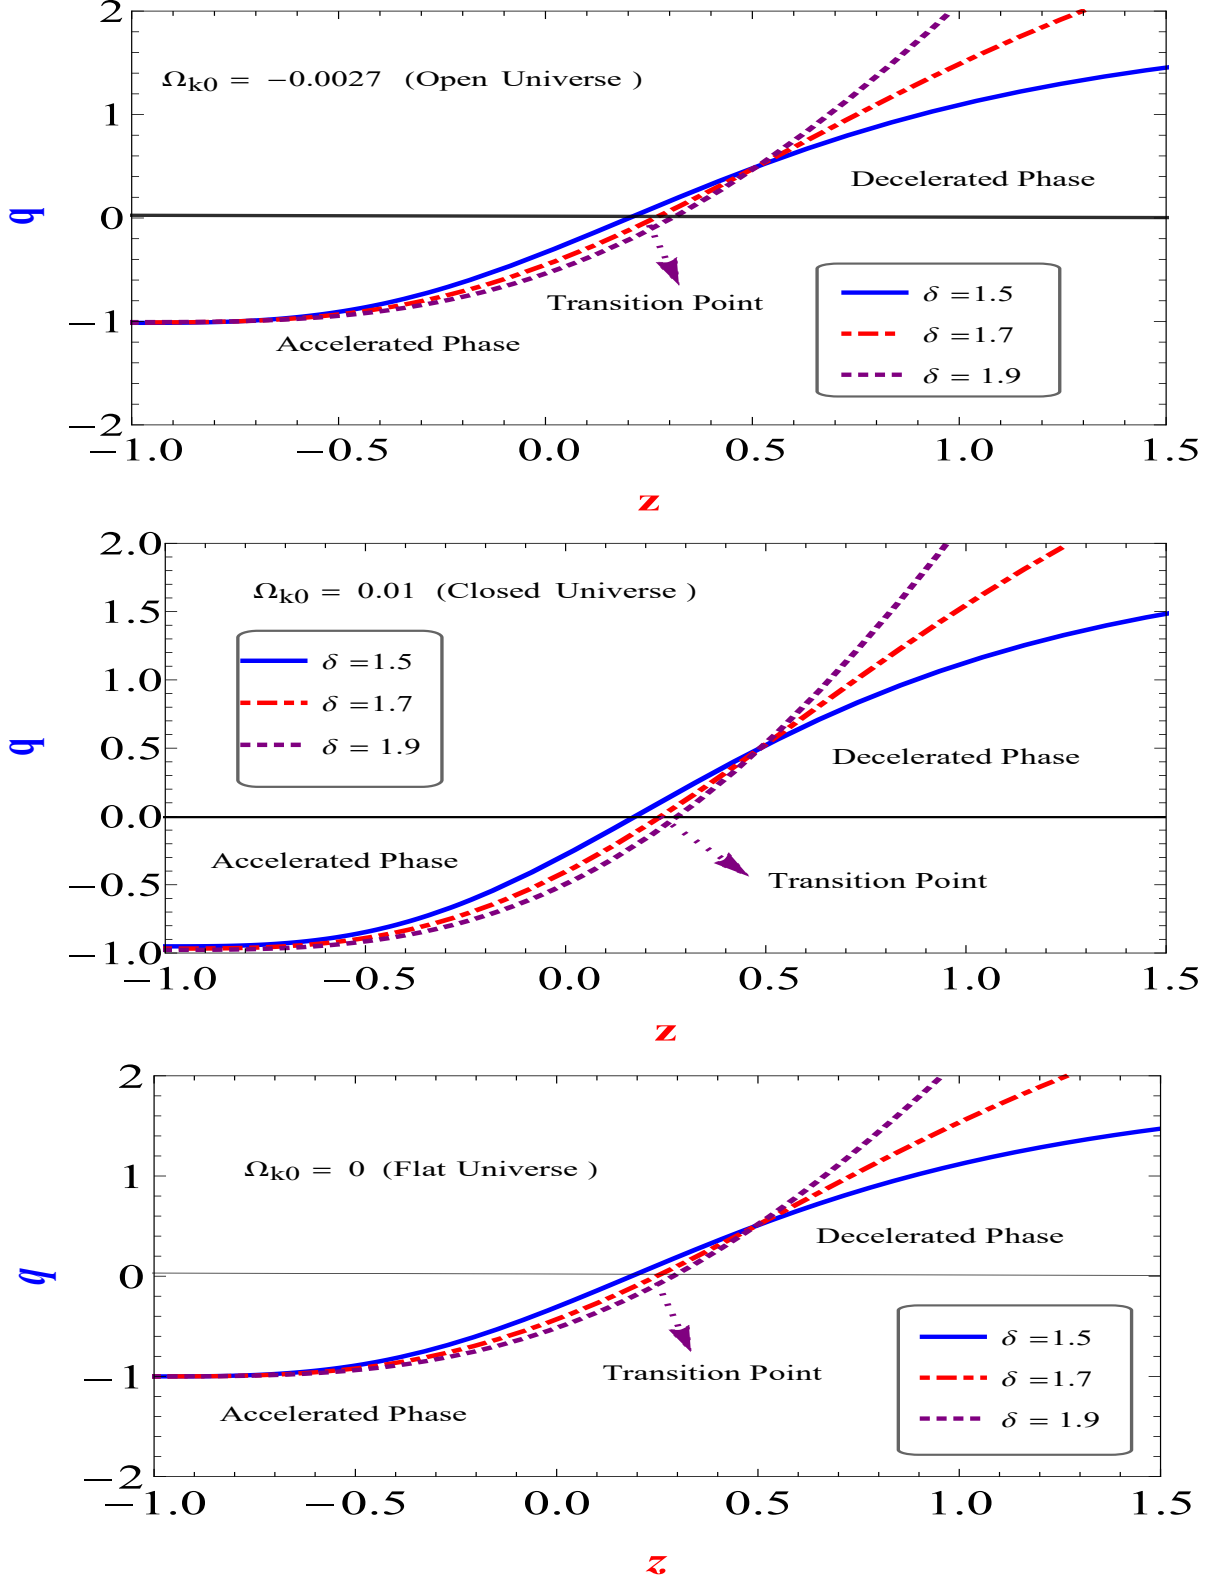 2
Ω_k0 = −0.0027 (Open Universe )
1
Decelerated Phase
q
0
Transition Point
δ =1.5
−1
Accelerated Phase
δ =1.7
δ = 1.9
−2
−1.0 −0.5 0.0 0.5 1.0 1.5
z
2.0
Ω_k0 = 0.01 (Closed Universe )
1.5
δ =1.5
1.0
δ =1.7
q
0.5
δ = 1.9
Decelerated Phase
0.0
Accelerated Phase
−0.5
Transition Point
−1.0
−1.0 −0.5 0.0 0.5 1.0 1.5
z
2
Ω_k0 = 0 (Flat Universe )
1
Decelerated Phase
q
0
δ =1.5
Transition Point
−1
δ =1.7
Accelerated Phase
δ = 1.9
−2
−1.0 −0.5 0.0 0.5 1.0 1.5
z